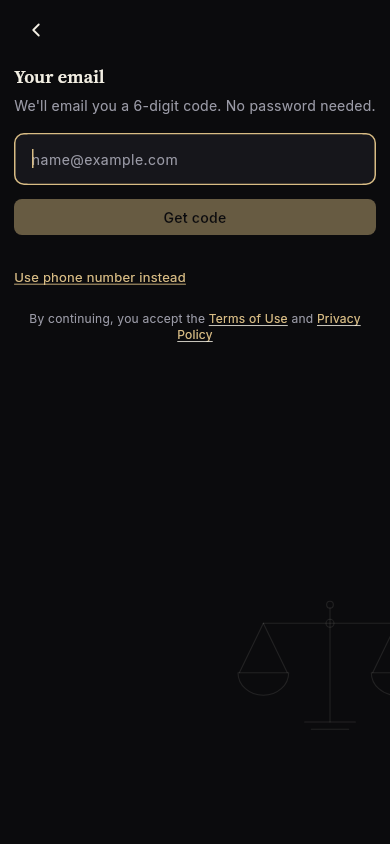 Your email
We'll email you a 6-digit code. No password needed.
name@example.com
Get code
Use phone number instead
By continuing, you accept the Terms of Use and Privacy
Policy